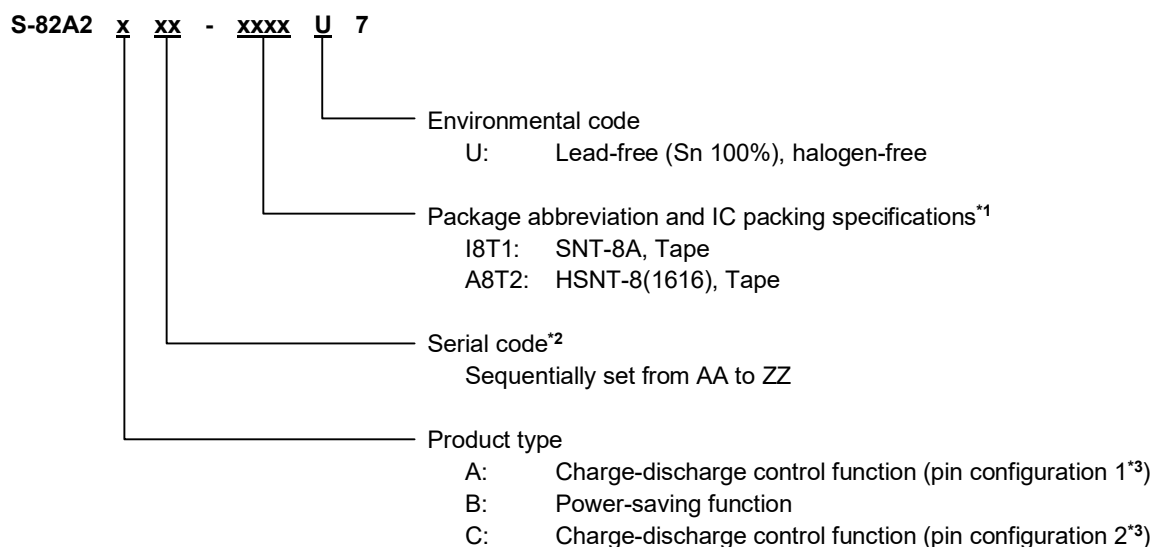 S-82A2 x xx - xxxx U 7
Environmental code
U: Lead-free (Sn 100%), halogen-free
Package abbreviation and IC packing specifications*1
I8T1: SNT-8A, Tape
A8T2: HSNT-8(1616), Tape
Serial code*2
Sequentially set from AA to ZZ
Product type
A: Charge-discharge control function (pin configuration 1*3)
B: Power-saving function
C: Charge-discharge control function (pin configuration 2*3)